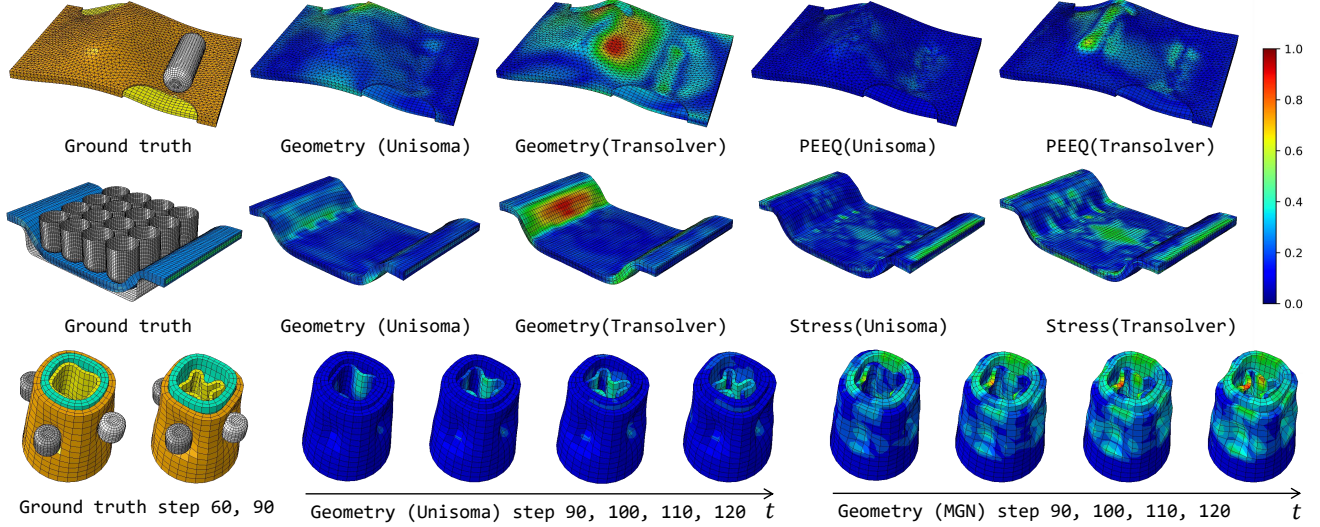 Ground truth
Geometry (Unisoma)
Geometry(Transolver)
PEEQ(Unisoma)
PEEQ(Transolver)
1.0
0.8
0.6
0.4
0.2
0.0
Ground truth
Geometry (Unisoma)
Geometry(Transolver)
Stress(Unisoma)
Stress(Transolver)
Ground truth step 60, 90
Geometry (Unisoma) step 90, 100, 110, 120 t
Geometry (MGN) step 90, 100, 110, 120 t